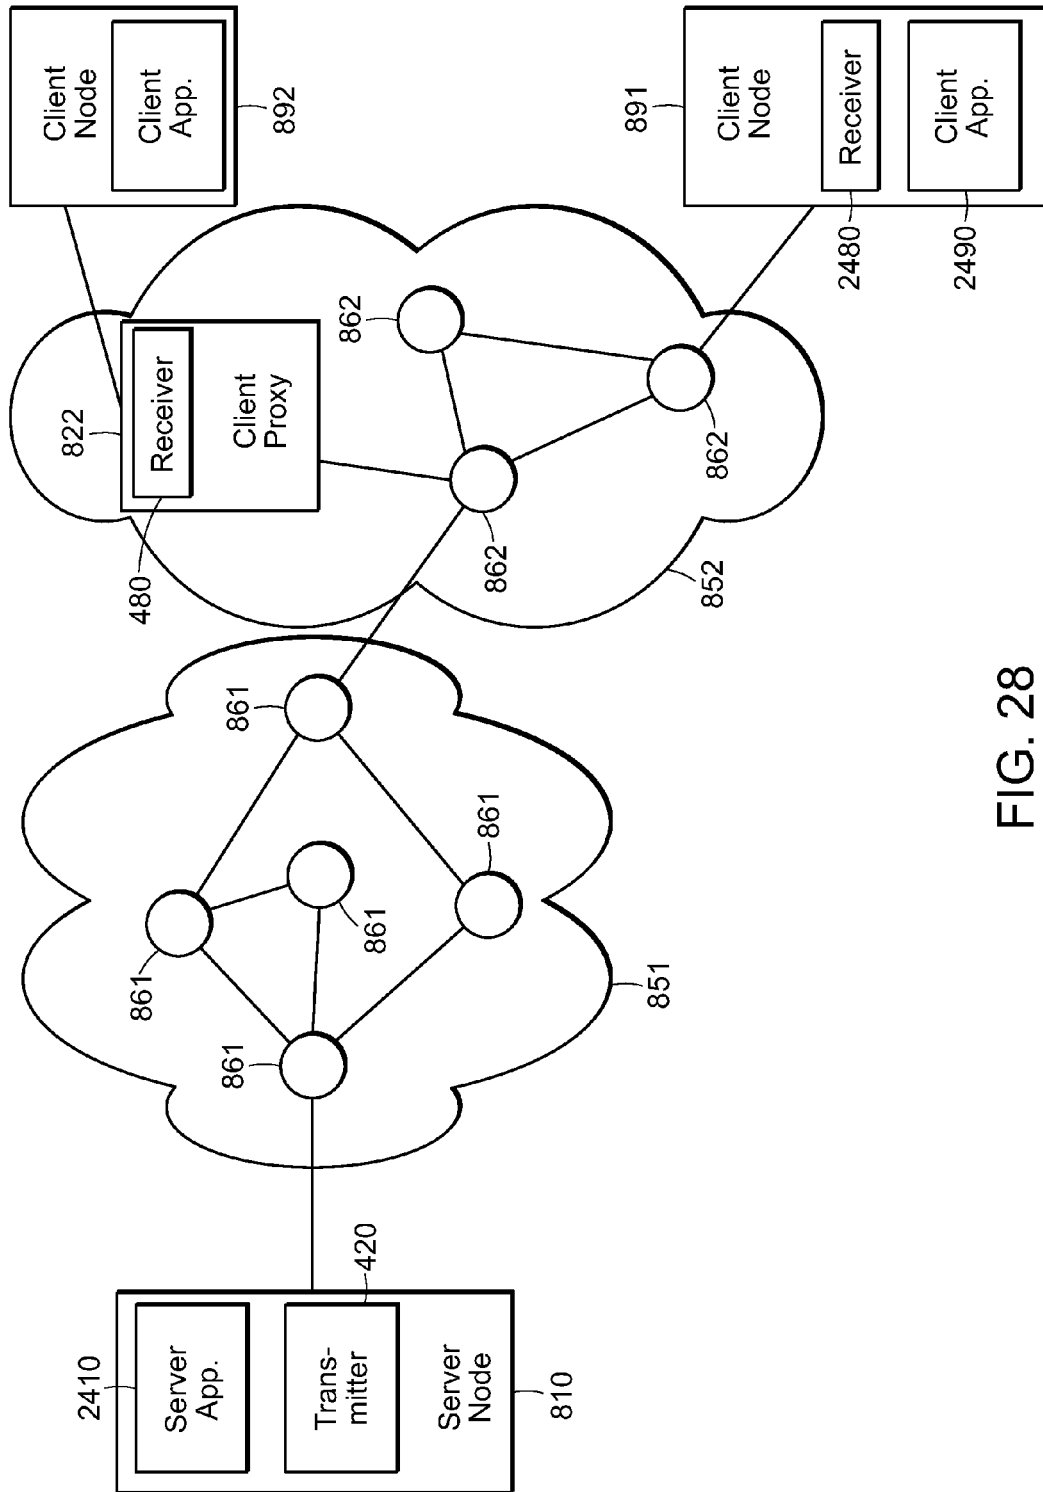 2410
Server
App.
Trans-
mitter
420
Server
Node
810
861
861
861
861
861
851
480
822
Receiver
Client
Proxy
862
862
862
852
Client
Node
Client
App.
892
891
Client
Node
Receiver
2480
Client
App.
2490
FIG. 28